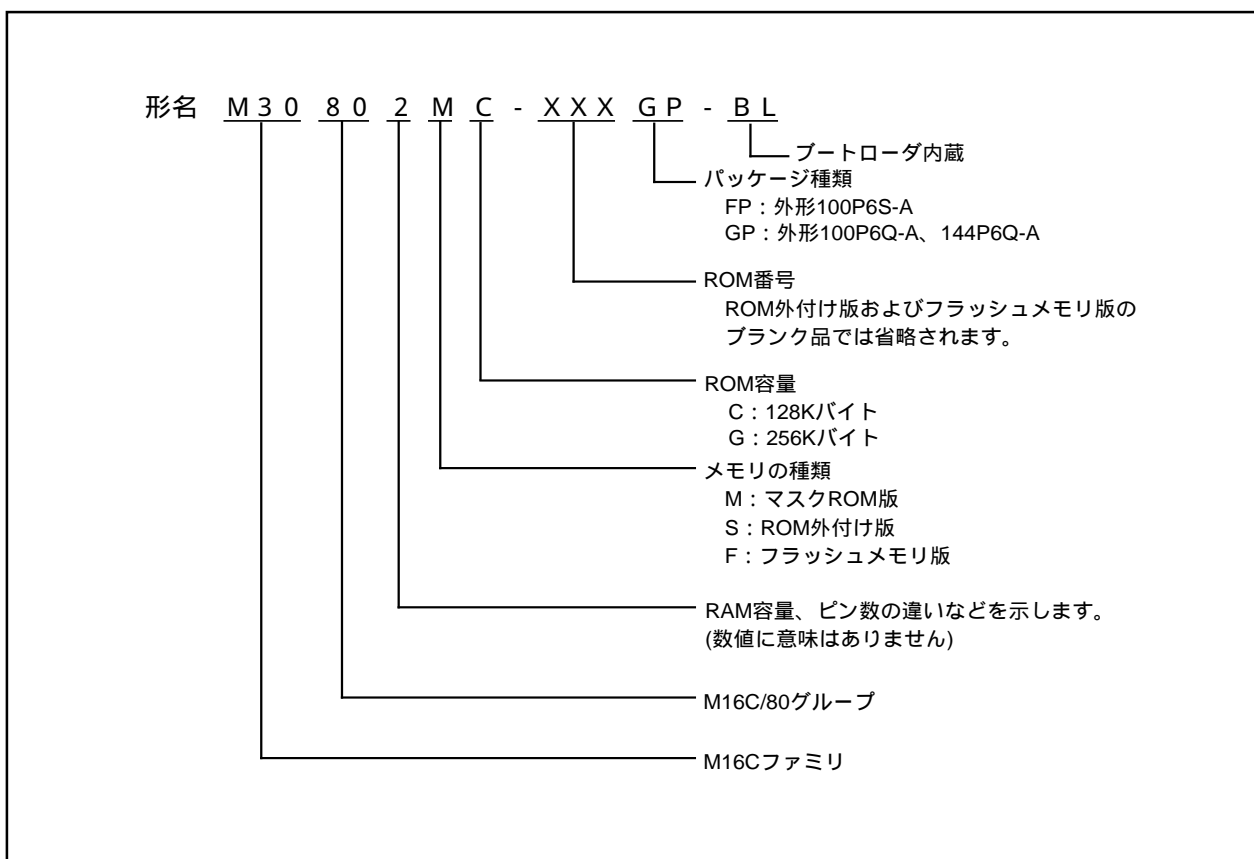 形名 M30802MC-XXXGP-BL
ブートローダ内蔵
パッケージ種類
FP：外形100P6S-A
GP：外形100P6Q-A、144P6Q-A
ROM番号
ROM外付け版およびフラッシュメモリ版の
ブランク品では省略されます。
ROM容量
C：128Kバイト
G：256Kバイト
メモリの種類
M：マスクROM版
S：ROM外付け版
F：フラッシュメモリ版
RAM容量、ピン数の違いなどを示します。
(数値に意味はありません)
M16C/80グループ
M16Cファミリ